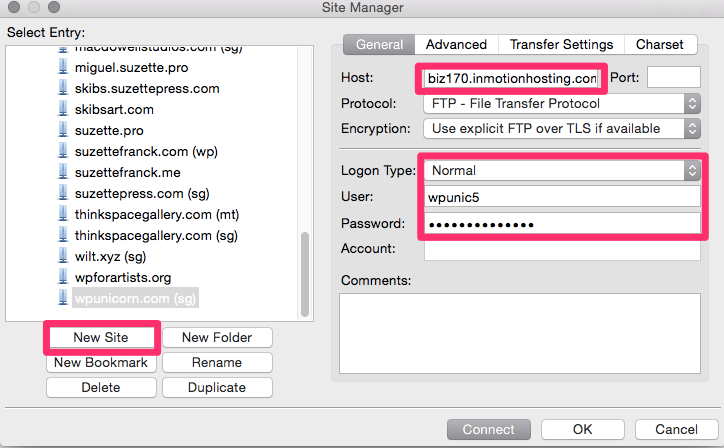 Site Manager
Select Entry:
macdowellstudios.com (sg)
miguel.suzette.pro
skibs.suzettepress.com
skibsart.com
suzette.pro
suzettefranck.com (wp)
suzettefranck.me
suzettepress.com (sg)
thinkspacegallery.com (mt)
thinkspacegallery.com (sg)
wilt.xyz (sg)
wpforartists.org
wpunicorn.com (sg)
New Site New Folder
New Bookmark Rename
Delete Duplicate
General Advanced Transfer Settings Charset
Host: biz170.inmotionhosting.con Port:
Protocol: FTP - File Transfer Protocol
Encryption: Use explicit FTP over TLS if available
Logon Type: Normal
User: wpunic5
Password: ••••••••••••••
Account:
Comments:
Connect OK Cancel